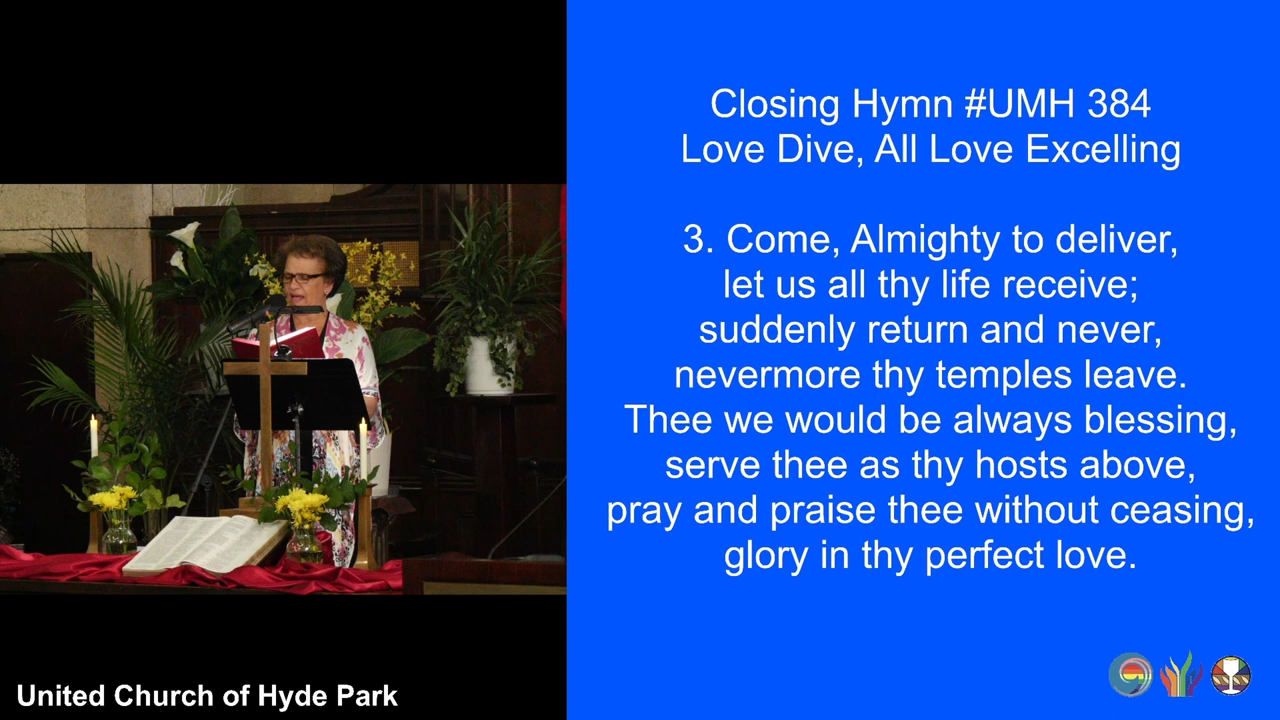 Closing Hymn #UMH 384
Love Dive, All Love Excelling
3. Come, Almighty to deliver,
let us all thy life receive;
suddenly return and never,
nevermore thy temples leave.
Thee we would be always blessing,
serve thee as thy hosts above,
pray and praise thee without ceasing,
glory in thy perfect love.
United Church of Hyde Park